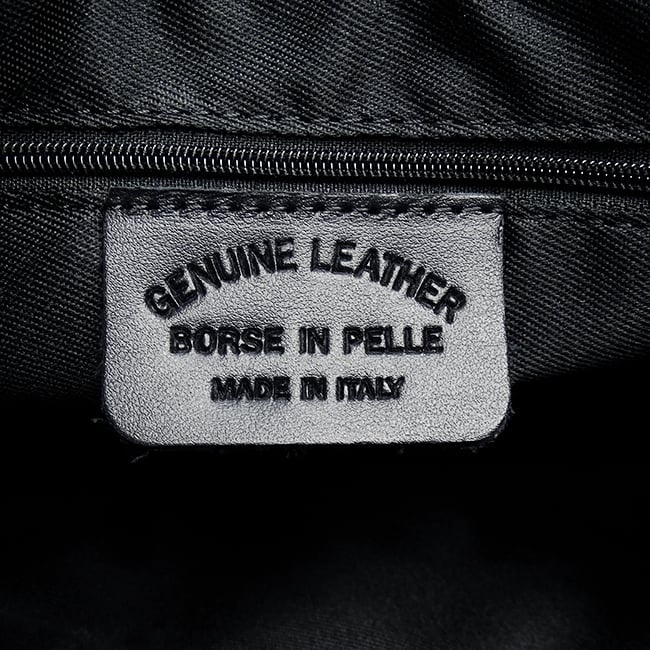 GENUINE LEATHER
BORSE IN PELLE
MADE IN ITALY